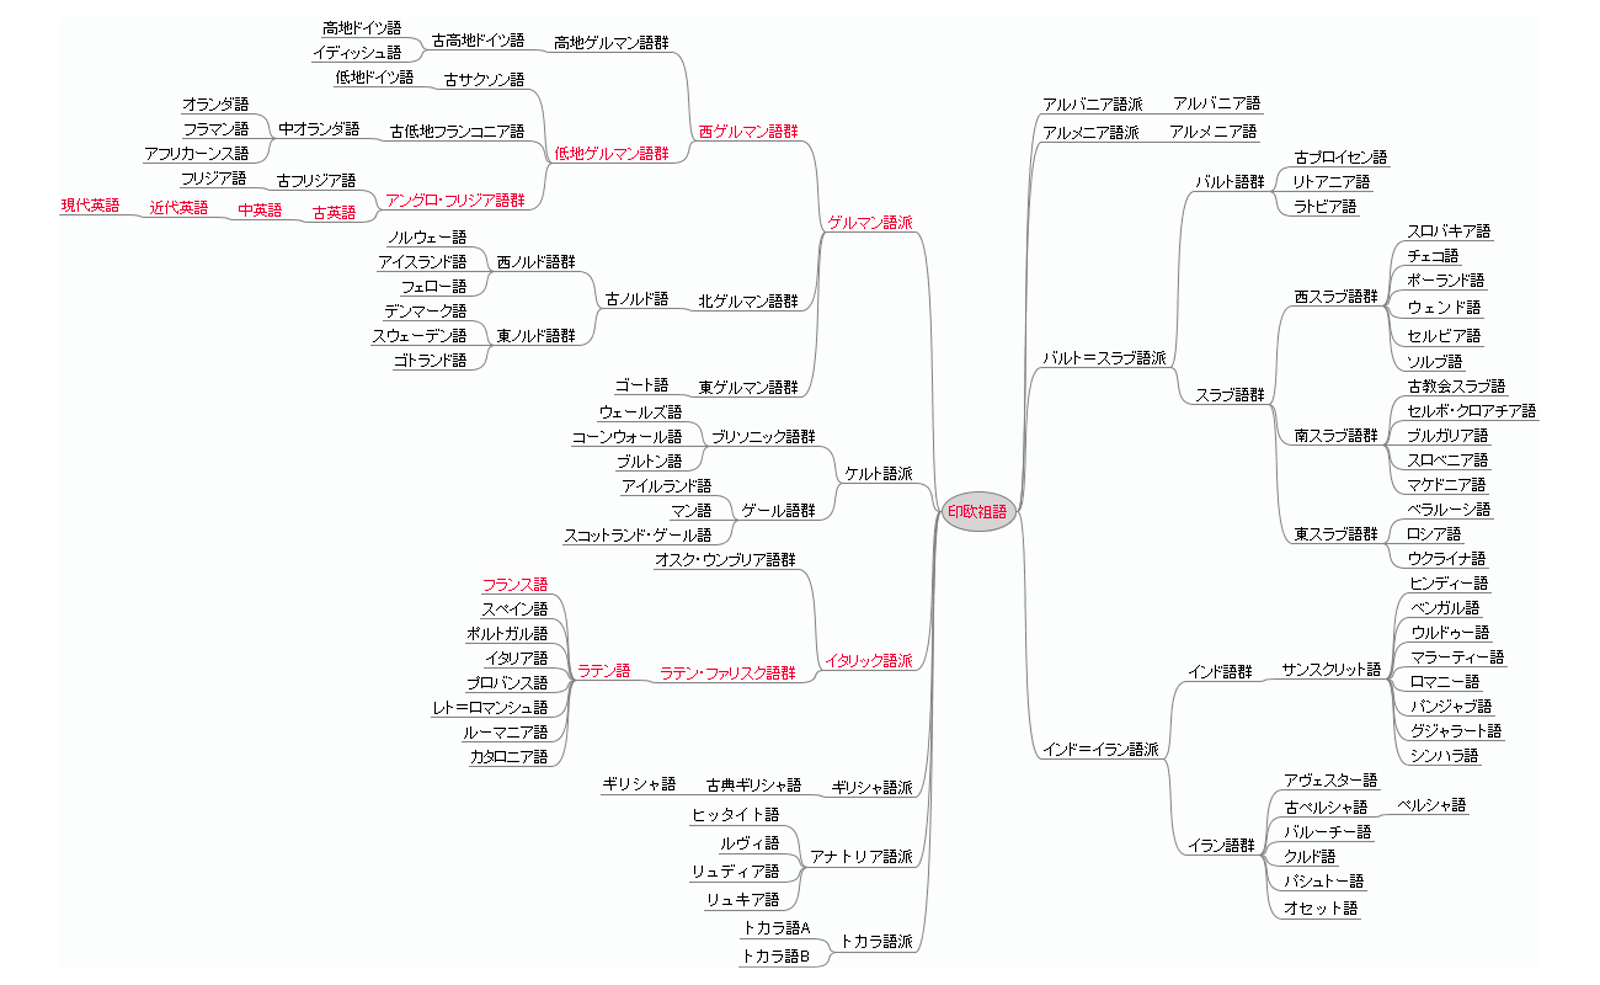 高地ドイツ語
イディッシュ語
古高地ドイツ語
高地ゲルマン語群
低地ドイツ語
古サクソン語
オランダ語
フラマン語
アフリカーンス語
中オランダ語
古低地フランコニア語
西ゲルマン語群
低地ゲルマン語群
フリジア語
古フリジア語
アングロ・フリジア語群
現代英語
近代英語
中英語
古英語
ゲルマン語派
ノルウェー語
アイスランド語
フェロー語
西ノルド語群
デンマーク語
スウェーデン語
ゴトランド語
東ノルド語群
古ノルド語
北ゲルマン語群
ゴート語
東ゲルマン語群
ウェールズ語
コーンウォール語
ブルトン語
ブリソニック語群
アイルランド語
マン語
スコットランド・ゲール語
ゲール語群
ケルト語派
オスク・ウンブリア語群
フランス語
スペイン語
ポルトガル語
イタリア語
プロバンス語
レト＝ロマンシュ語
ルーマニア語
カタロニア語
ラテン語
ラテン・ファリスク語群
イタリック語派
ギリシャ語
古典ギリシャ語
ギリシャ語派
ヒッタイト語
ルヴィ語
リュディア語
リュキア語
アナトリア語派
トカラ語A
トカラ語B
トカラ語派
印欧祖語
アルバニア語派
アルバニア語
アルメニア語派
アルメニア語
バルト＝スラブ語派
バルト語群
古プロイセン語
リトアニア語
ラトビア語
スラブ語群
西スラブ語群
スロバキア語
チェコ語
ポーランド語
ウェンド語
セルビア語
ソルブ語
南スラブ語群
古教会スラブ語
セルボ・クロアチア語
ブルガリア語
スロベニア語
マケドニア語
東スラブ語群
ベラルーシ語
ロシア語
ウクライナ語
インド＝イラン語派
インド語群
サンスクリット語
ヒンディー語
ベンガル語
ウルドゥー語
マラーティー語
ロマニー語
パンジャブ語
グジャラート語
シンハラ語
イラン語群
アヴェスター語
古ペルシャ語
ペルシャ語
バルーチー語
クルド語
パシュトー語
オセット語